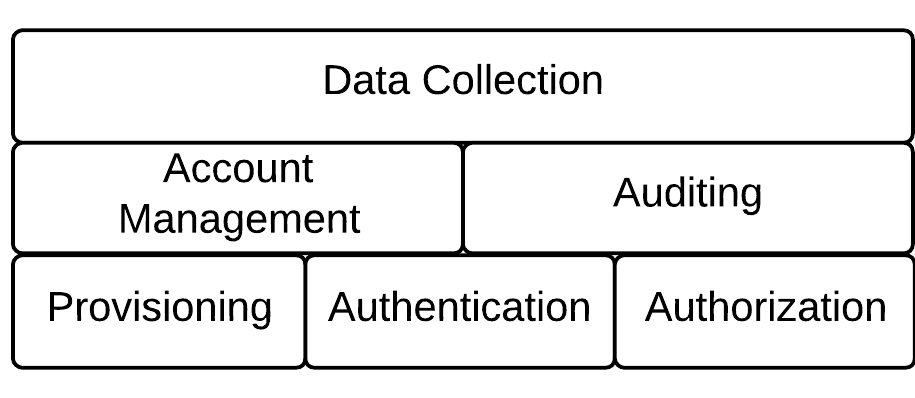 Data Collection
Account
Management
Auditing
Provisioning
Authentication
Authorization